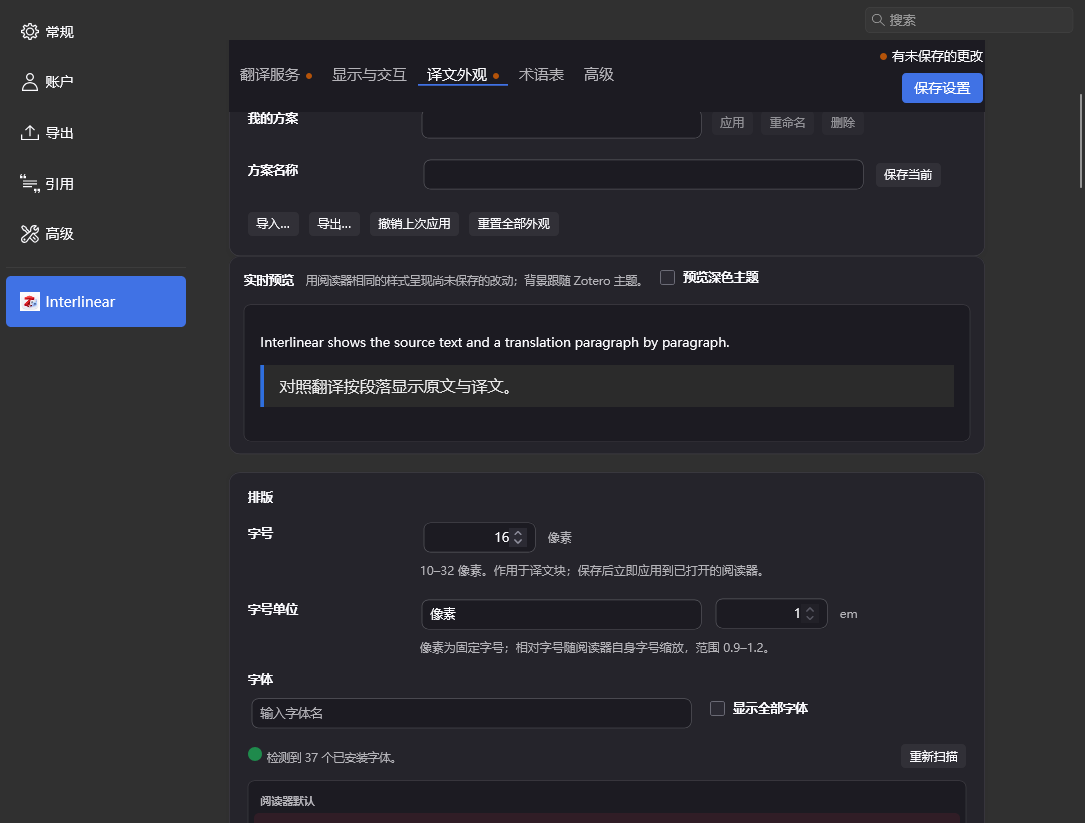 常规
账户
导出
引用
高级
Interlinear
搜索
有未保存的更改
翻译服务 显示与交互 译文外观 术语表 高级
保存设置
我的方案 应用 重命名 删除
方案名称 保存当前
导入... 导出... 撤销上次应用 重置全部外观
实时预览 用阅读器相同的样式呈现尚未保存的改动；背景跟随 Zotero 主题。 预览深色主题
Interlinear shows the source text and a translation paragraph by paragraph.
对照翻译按段落显示原文与译文。
排版
字号 16 像素
10–32 像素。作用于译文块；保存后立即应用到已打开的阅读器。
字号单位 像素 1 em
像素为固定字号；相对字号随阅读器自身字号缩放，范围 0.9–1.2。
字体
输入字体名 显示全部字体
检测到 37 个已安装字体。 重新扫描
阅读器默认